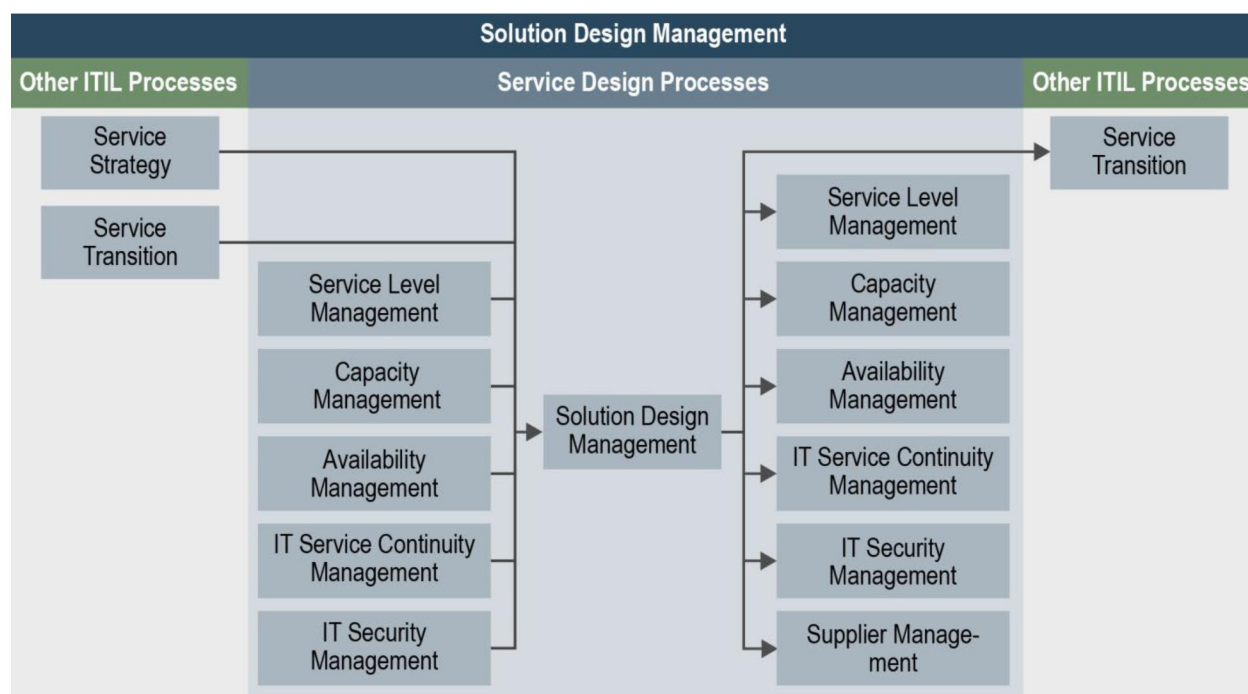 Solution Design Management
Other ITIL Processes
Service Design Processes
Other ITIL Processes
Service
Strategy
Service
Transition
Service Level
Management
Capacity
Management
Availability
Management
IT Service Continuity
Management
IT Security
Management
Solution Design
Management
Service Level
Management
Capacity
Management
Availability
Management
IT Service Continuity
Management
IT Security
Management
Supplier Manage-
ment
Service
Transition